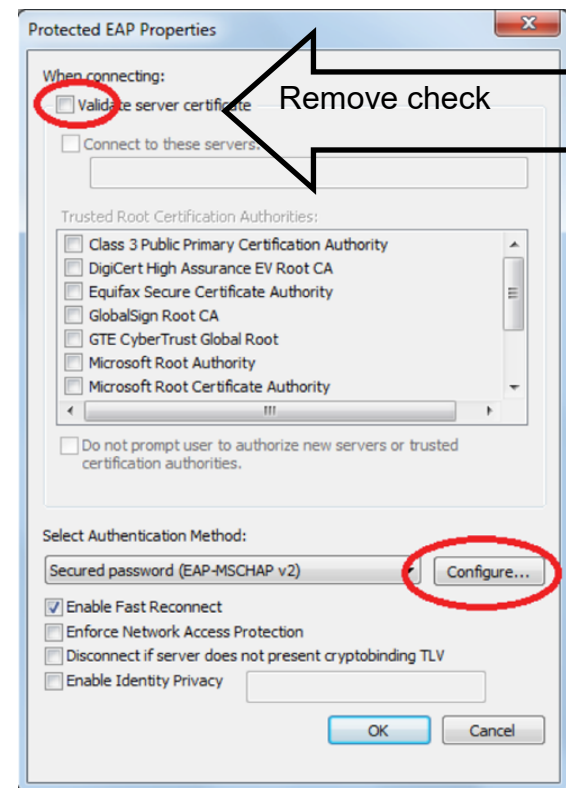 Protected EAP Properties
When connecting:
Validate server certificate
Remove check
Connect to these servers:
Trusted Root Certification Authorities:
Class 3 Public Primary Certification Authority
DigiCert High Assurance EV Root CA
Equifax Secure Certificate Authority
GlobalSign Root CA
GTE CyberTrust Global Root
Microsoft Root Authority
Microsoft Root Certificate Authority
Do not prompt user to authorize new servers or trusted
certification authorities.
Select Authentication Method:
Secured password (EAP-MSCHAP v2)
Configure...
Enable Fast Reconnect
Enforce Network Access Protection
Disconnect if server does not present cryptobinding TLV
Enable Identity Privacy
OK
Cancel